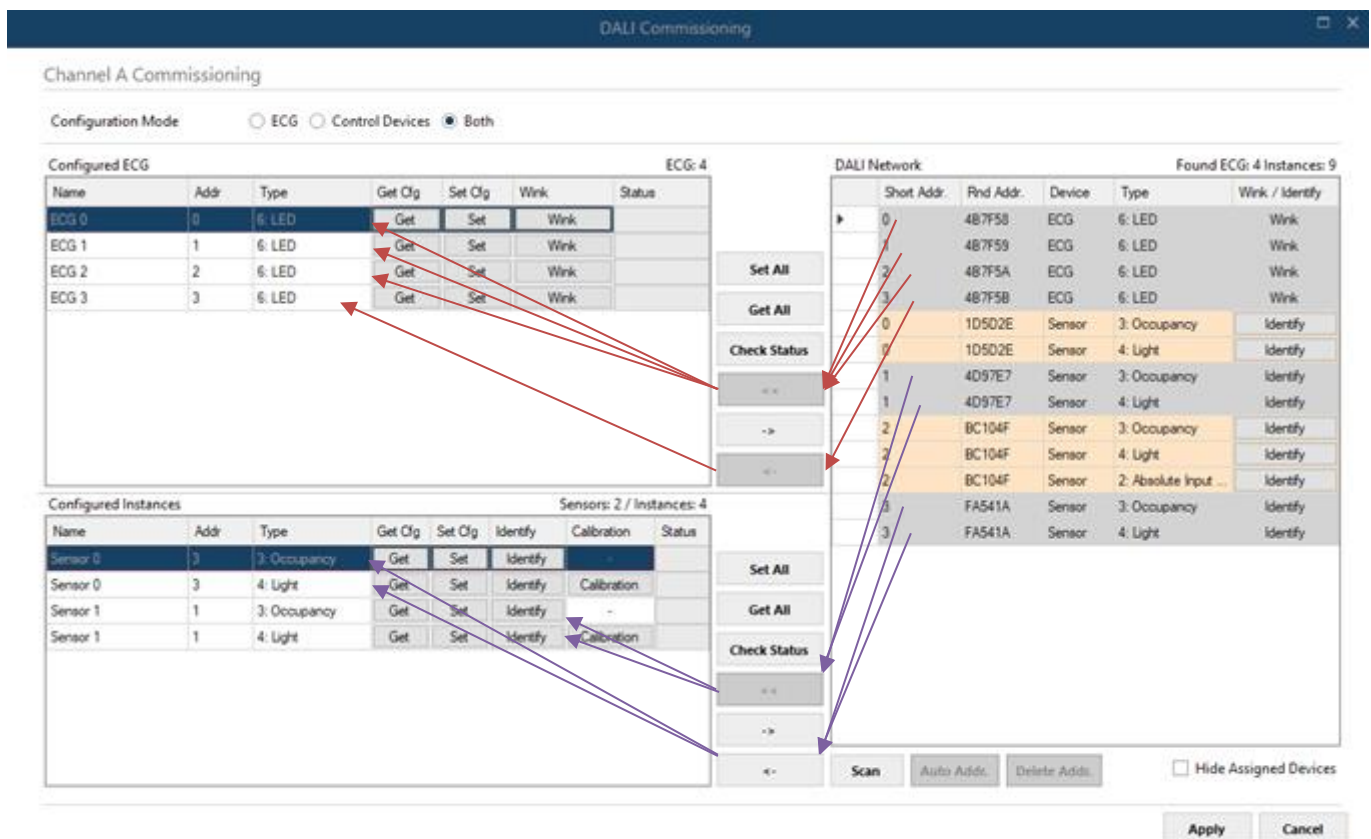 DALI Commissioning
Channel A Commissioning
Configuration Mode ECG Control Devices Both
Configured ECG ECG: 4
Name Addr Type Get Cfg Set Cfg Wink Status
ECG 0 0 6: LED Get Set Wink
ECG 1 1 6: LED Get Set Wink
ECG 2 2 6: LED Get Set Wink
ECG 3 3 6: LED Get Set Wink
Set All
Get All
Check Status
<<
->
<-
DALI Network Found ECG: 4 Instances: 9
Short Addr. Rnd Addr. Device Type Wink / Identify
0 4B7F58 ECG 6: LED Wink
1 4B7F59 ECG 6: LED Wink
2 4B7F5A ECG 6: LED Wink
3 4B7F5B ECG 6: LED Wink
0 1D5D2E Sensor 3: Occupancy Identify
0 1D5D2E Sensor 4: Light Identify
1 4D97E7 Sensor 3: Occupancy Identify
1 4D97E7 Sensor 4: Light Identify
2 BC104F Sensor 3: Occupancy Identify
2 BC104F Sensor 4: Light Identify
2 BC104F Sensor 2: Absolute Input ... Identify
3 FA541A Sensor 3: Occupancy Identify
3 FA541A Sensor 4: Light Identify
Configured Instances Sensors: 2 / Instances: 4
Name Addr Type Get Cfg Set Cfg Identify Calibration Status
Sensor 0 3 3: Occupancy Get Set Identify -
Sensor 0 3 4: Light Get Set Identify Calibration
Sensor 1 1 3: Occupancy Get Set Identify -
Sensor 1 1 4: Light Get Set Identify Calibration
Set All
Get All
Check Status
<<
->
<-
Scan Auto Addr. Delete Addr. Hide Assigned Devices
Apply Cancel